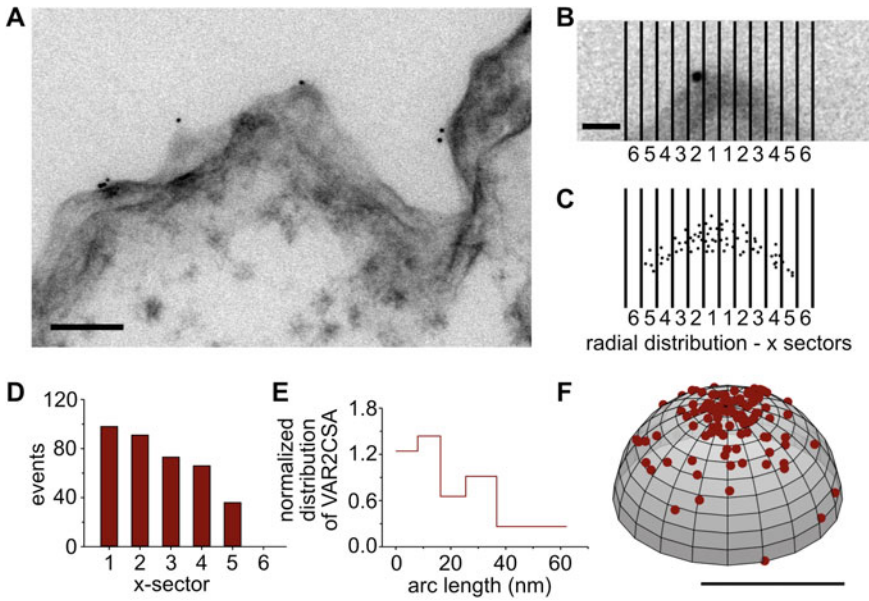 A
B
6 5 4 3 2 1 1 2 3 4 5 6
C
6 5 4 3 2 1 1 2 3 4 5 6
radial distribution - x sectors
D
120
80
40
0
events
1 2 3 4 5 6
x-sector
E
1.8
1.2
0.6
0.0
normalized
distribution
of VAR2CSA
0 20 40 60
arc length (nm)
F